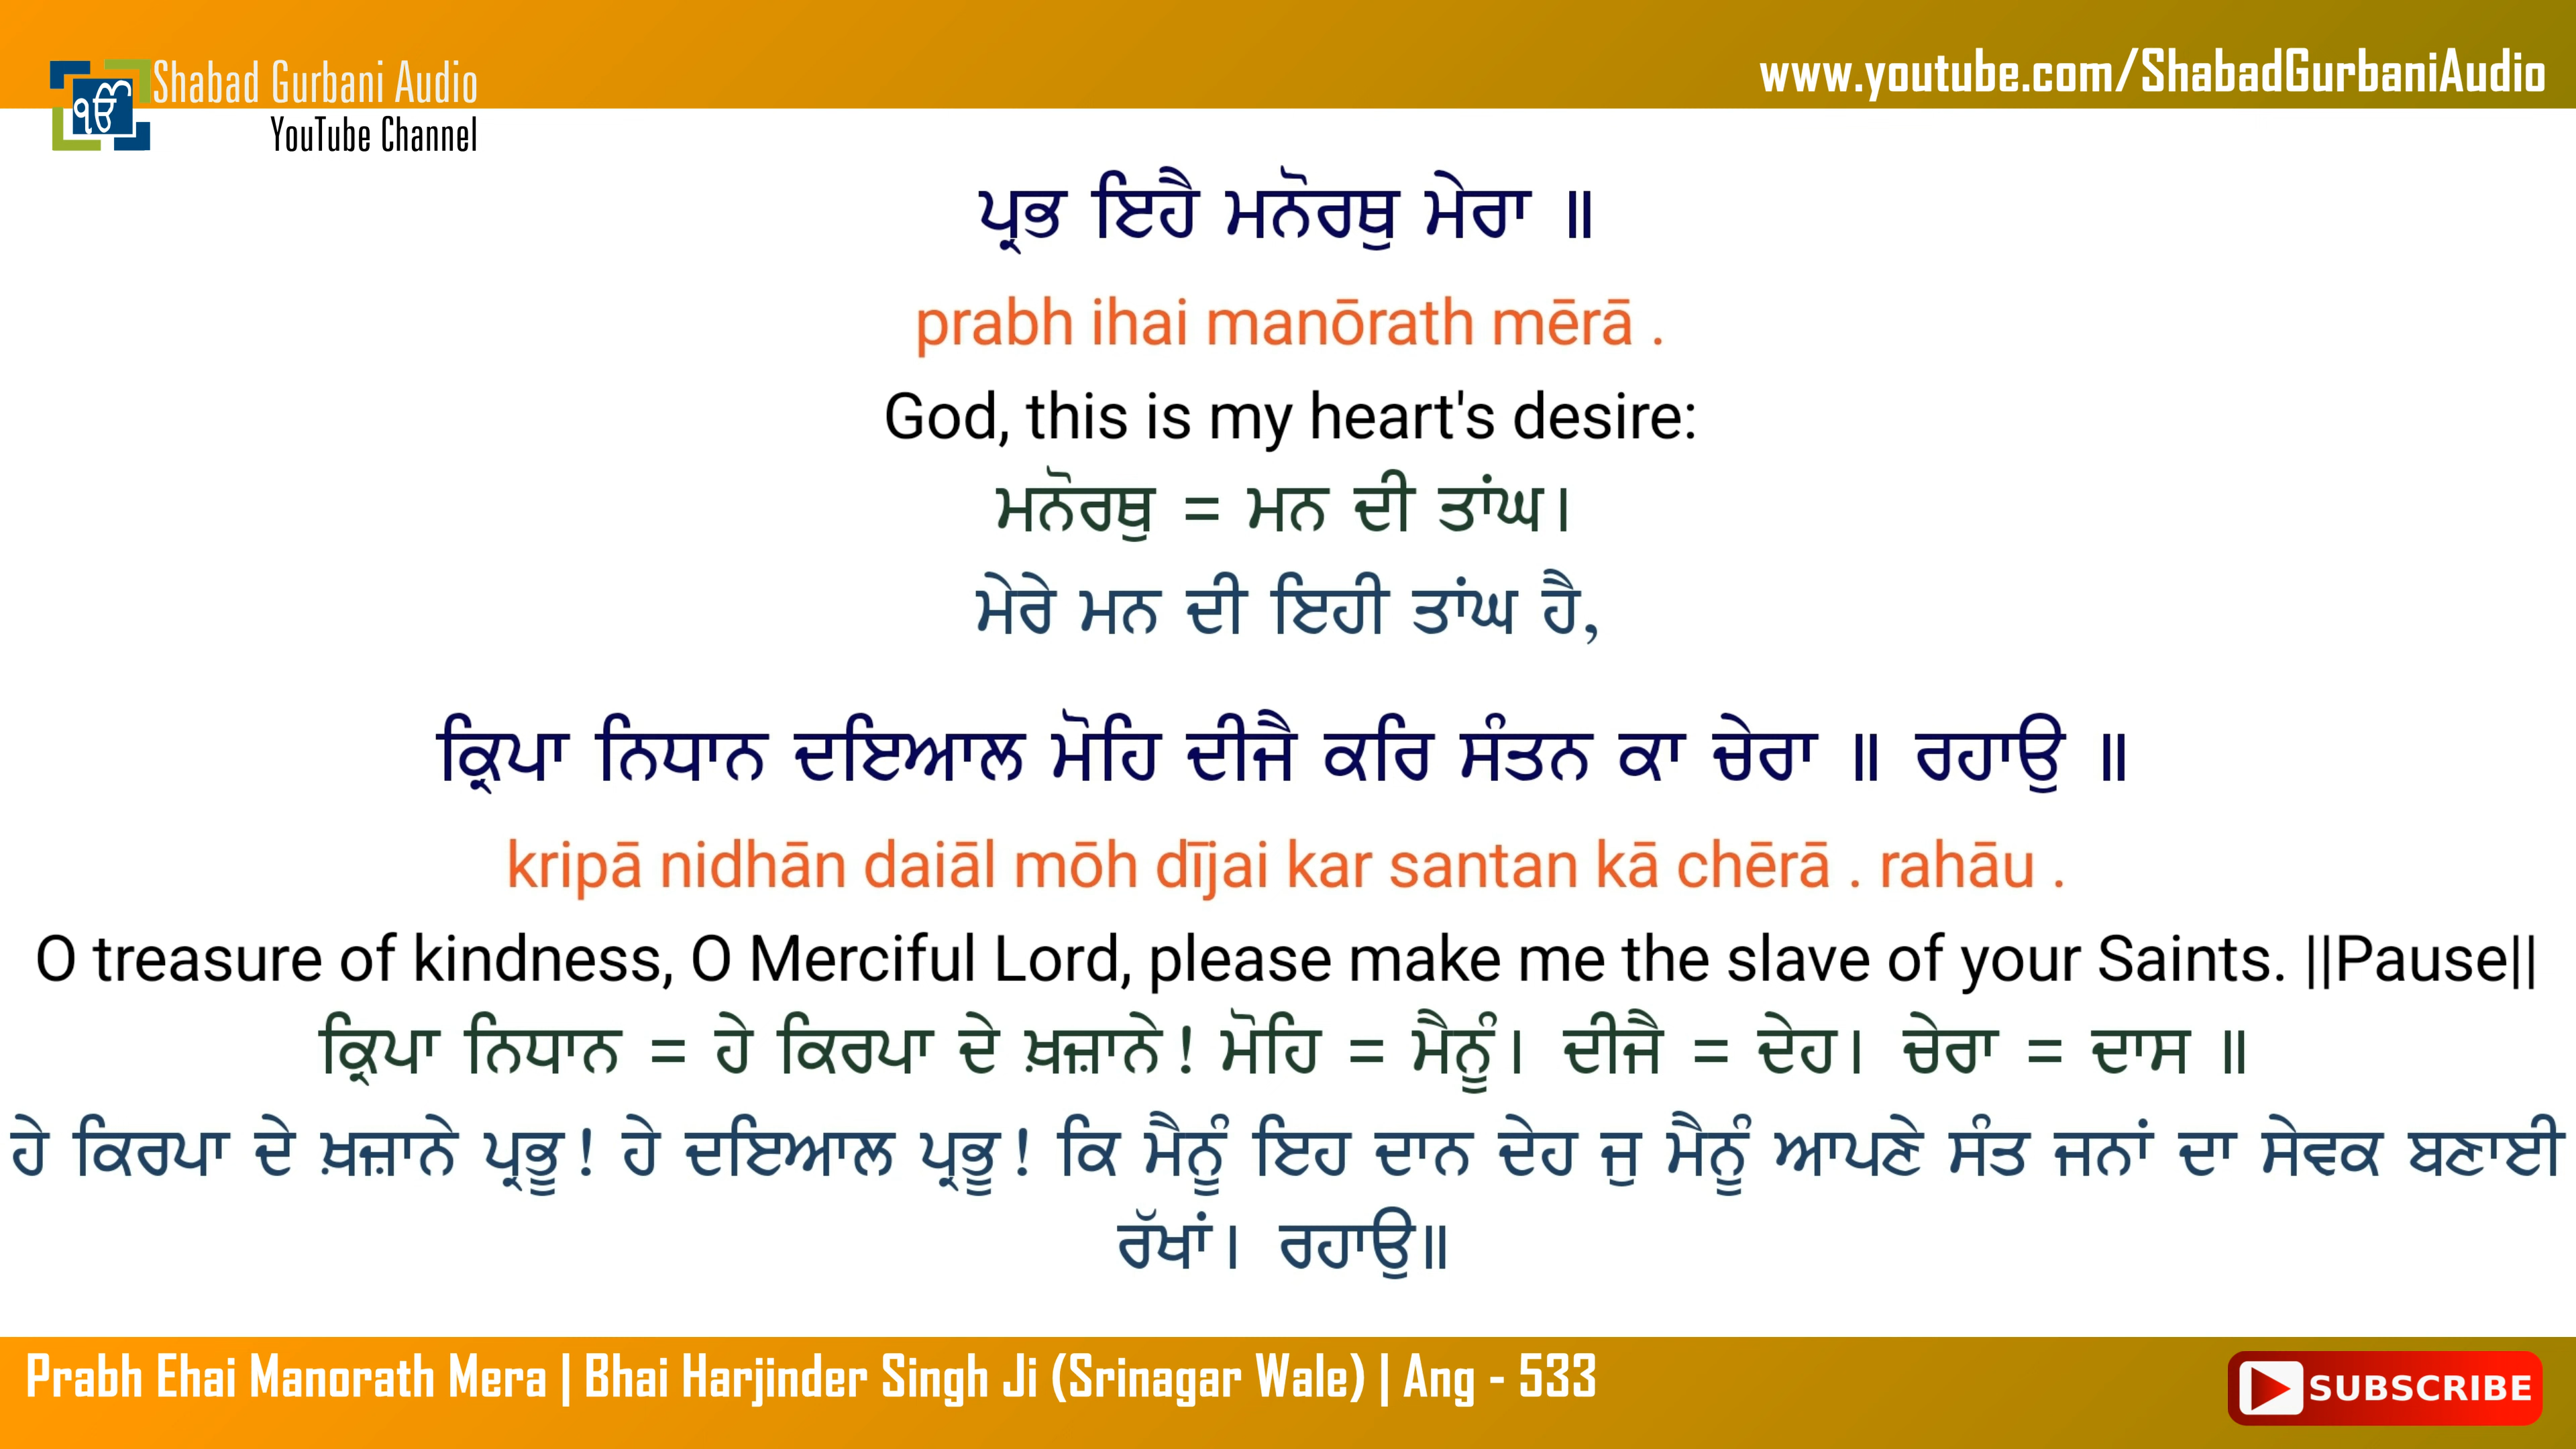 Shabad Gurbani Audio
YouTube Channel
www.youtube.com/ShabadGurbaniAudio
ੴ
ਪ੍ਰਭ ਇਹੈ ਮਨੋਰਥੁ ਮੇਰਾ ॥
prabh ihai manōrath mērā .
God, this is my heart's desire:
ਮਨੋਰਥੁ = ਮਨ ਦੀ ਤਾਂਘ।
ਮੇਰੇ ਮਨ ਦੀ ਇਹੀ ਤਾਂਘ ਹੈ,
ਕ੍ਰਿਪਾ ਨਿਧਾਨ ਦਇਆਲ ਮੋਹਿ ਦੀਜੈ ਕਰਿ ਸੰਤਨ ਕਾ ਚੇਰਾ ॥ ਰਹਾਉ ॥
kripā nidhān daiāl mōh dījai kar santan kā chērā . rahāu .
O treasure of kindness, O Merciful Lord, please make me the slave of your Saints. ||Pause||
ਕ੍ਰਿਪਾ ਨਿਧਾਨ = ਹੇ ਕਿਰਪਾ ਦੇ ਖ਼ਜ਼ਾਨੇ! ਮੋਹਿ = ਮੈਨੂੰ। ਦੀਜੈ = ਦੇਹ। ਚੇਰਾ = ਦਾਸ ॥
ਹੇ ਕਿਰਪਾ ਦੇ ਖ਼ਜ਼ਾਨੇ ਪ੍ਰਭੂ! ਹੇ ਦਇਆਲ ਪ੍ਰਭੂ! ਕਿ ਮੈਨੂੰ ਇਹ ਦਾਨ ਦੇਹ ਜੁ ਮੈਨੂੰ ਆਪਣੇ ਸੰਤ ਜਨਾਂ ਦਾ ਸੇਵਕ ਬਣਾਈ
ਰੱਖਾਂ। ਰਹਾਉ॥
Prabh Ehai Manorath Mera | Bhai Harjinder Singh Ji (Srinagar Wale) | Ang - 533
SUBSCRIBE